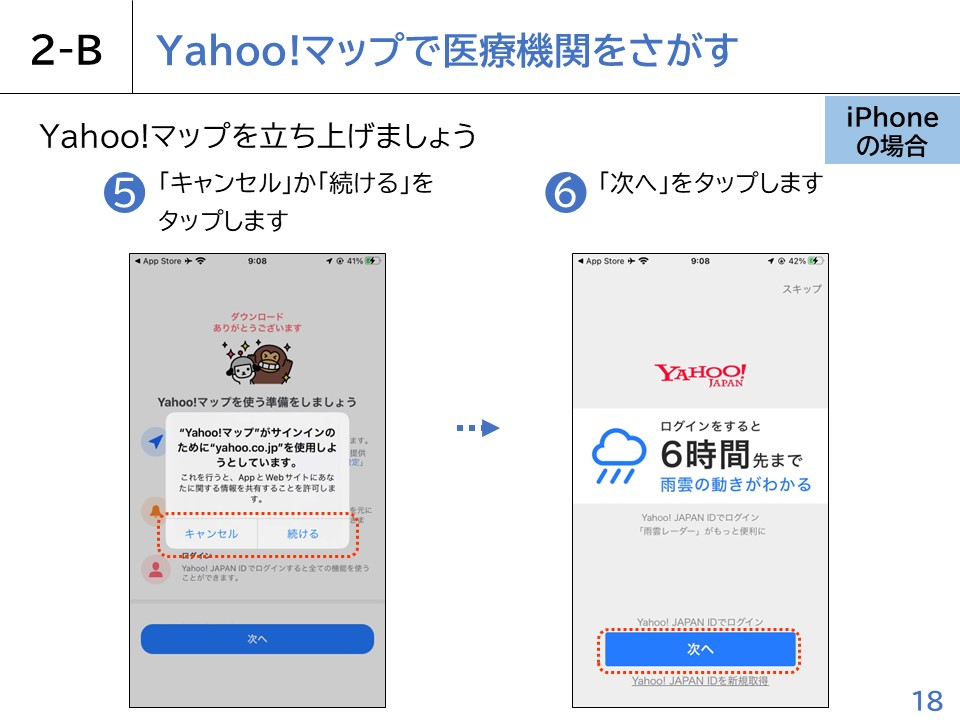 2-B
Yahoo!マップで医療機関をさがす
iPhone
の場合
Yahoo!マップを立ち上げましょう
5
「キャンセル」か「続ける」を
タップします
App Store
9:08
41%
ダウンロード
ありがとうございます
Yahoo!マップを使う準備をしましょう
“Yahoo!マップ”がサインインの
ために“yahoo.co.jp”を使用しよ
うとしています。
これを行うと、AppとWebサイトにあな
たに関する情報を共有することを許可しま
す。
キャンセル
続ける
ログイン
Yahoo! JAPAN IDでログインすると全ての機能を使う
ことができます。
次へ
6
「次へ」をタップします
App Store
9:08
42%
スキップ
YAHOO!
JAPAN
ログインをすると
6時間先まで
雨雲の動きがわかる
Yahoo! JAPAN IDでログイン
「雨雲レーダー」がもっと便利に
Yahoo! JAPAN IDでログイン
次へ
Yahoo! JAPAN IDを新規取得
18